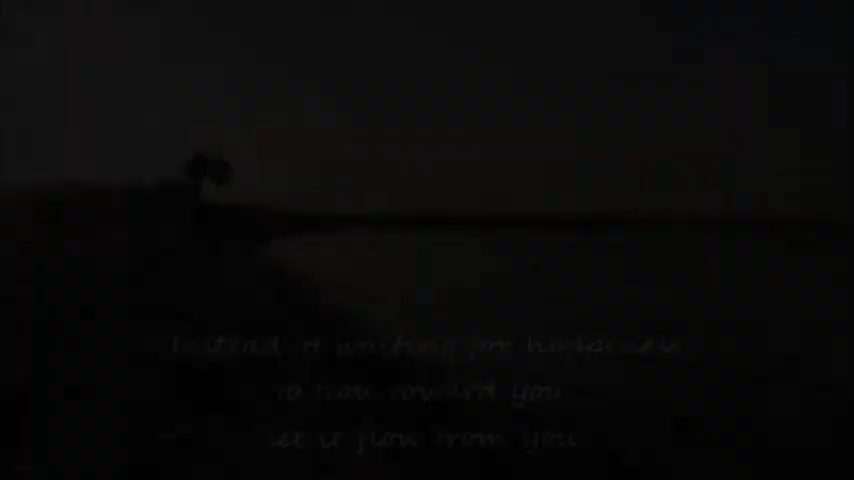 Instead of waiting for happiness
to flow toward you
let it flow from you